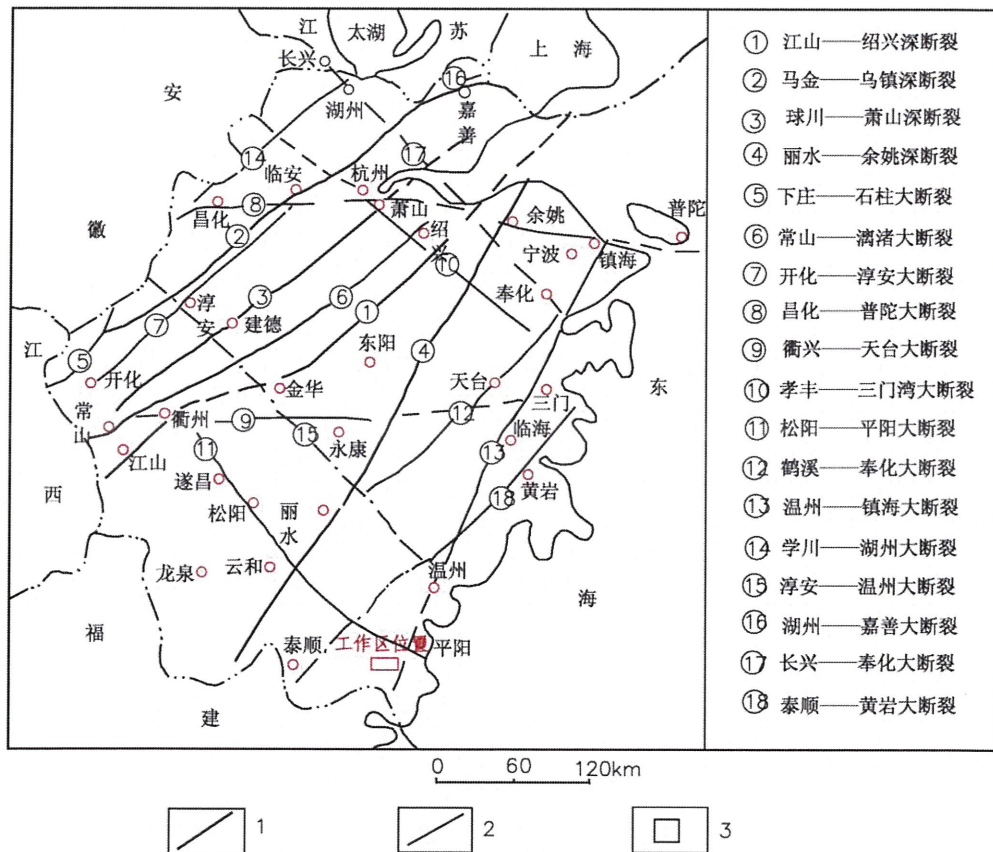 江
太湖
苏
上 海
长兴
⑯
安
湖州
嘉善
⑰
⑭
临安
杭州
普陀
昌化
⑧
萧山
余姚
徽
②
绍兴
宁波
镇海
⑩
淳安
③
⑥
奉化
⑦
建德
①
江
⑤
东阳
④
开化
天台
东
金华
三门
常山
衢州
⑨
⑫
⑮
临海
江山
⑪
永康
⑬
西
遂昌
黄岩
松阳
丽水
⑱
龙泉
云和
温州
海
福
泰顺
工作区位置
平阳
建
① 江山——绍兴深断裂
② 马金——乌镇深断裂
③ 球川——萧山深断裂
④ 丽水——余姚深断裂
⑤ 下庄——石柱大断裂
⑥ 常山——漓渚大断裂
⑦ 开化——淳安大断裂
⑧ 昌化——普陀大断裂
⑨ 衢兴——天台大断裂
⑩ 孝丰——三门湾大断裂
⑪ 松阳——平阳大断裂
⑫ 鹤溪——奉化大断裂
⑬ 温州——镇海大断裂
⑭ 学川——湖州大断裂
⑮ 淳安——温州大断裂
⑯ 湖州——嘉善大断裂
⑰ 长兴——奉化大断裂
⑱ 泰顺——黄岩大断裂
0 60 120km
1
2
3